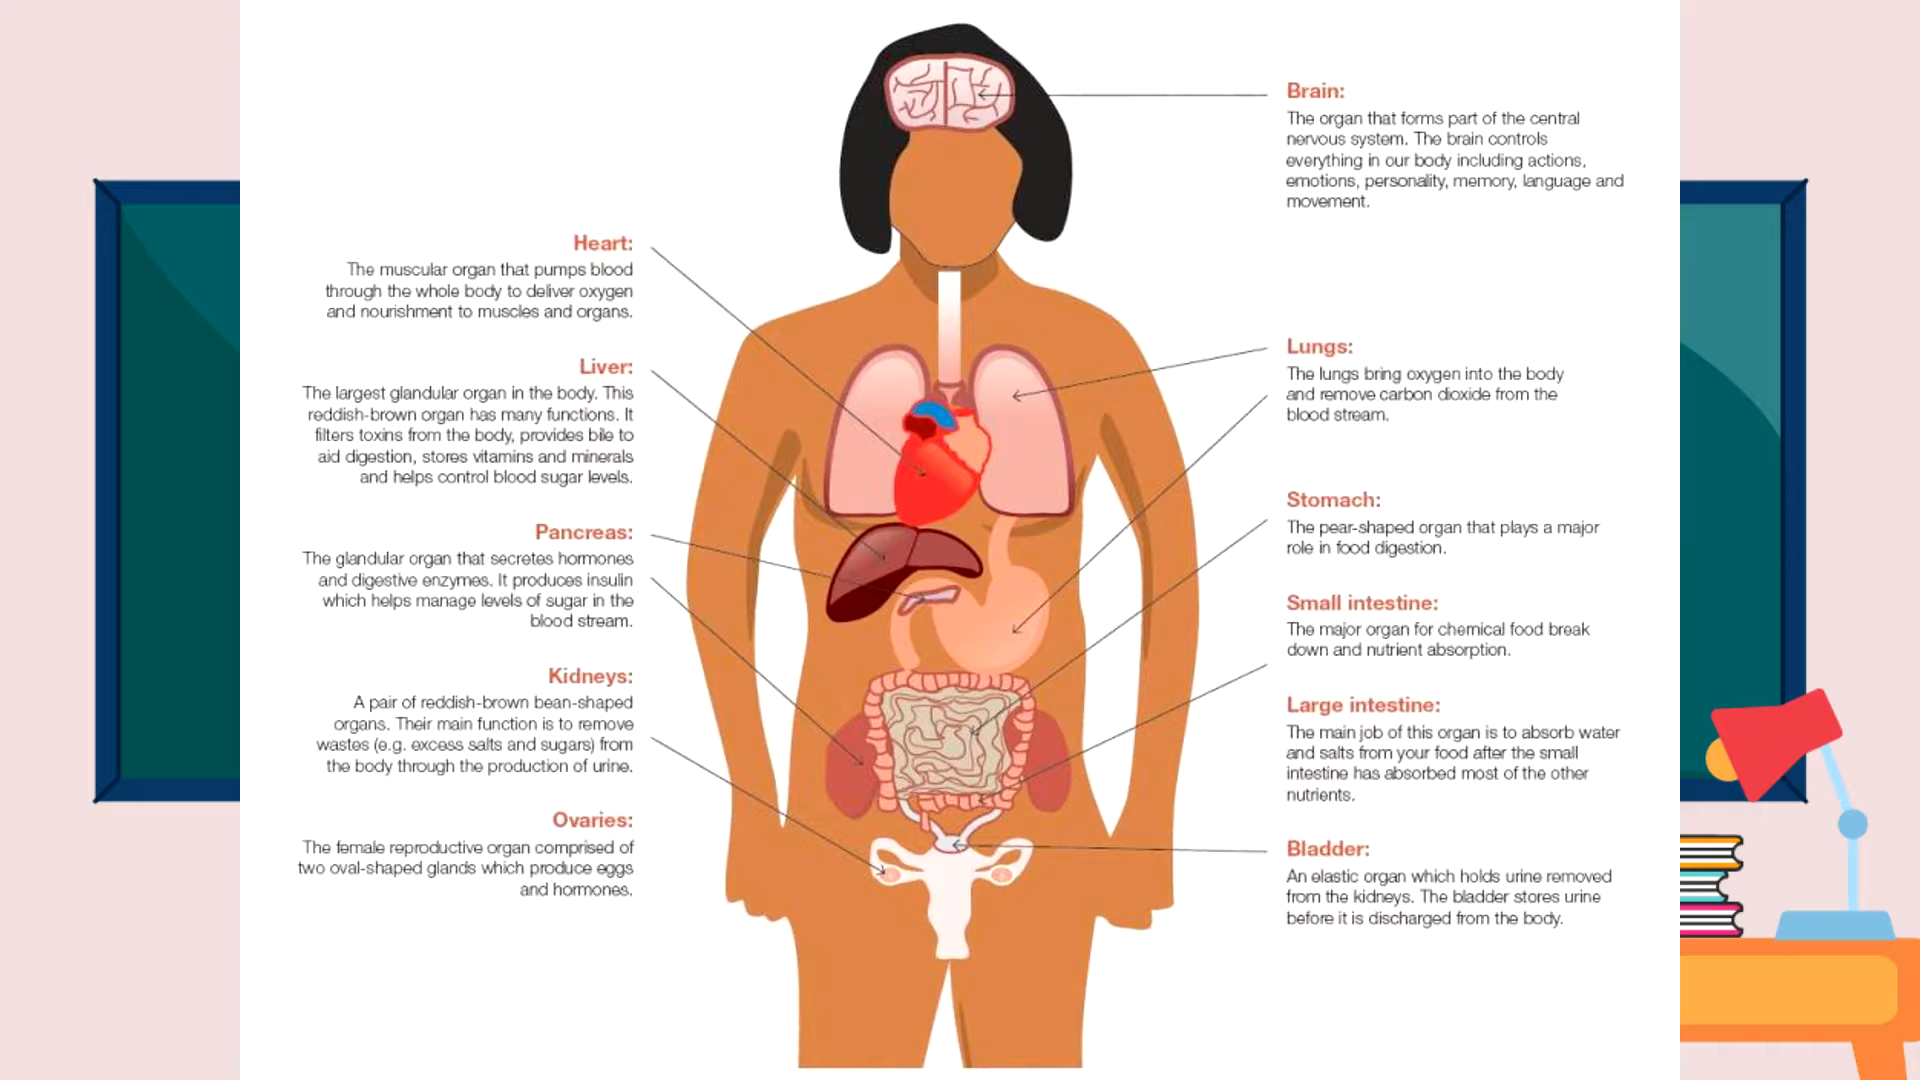 Brain:
The organ that forms part of the central
nervous system. The brain controls
everything in our body including actions,
emotions, personality, memory, language and
movement.
Heart:
The muscular organ that pumps blood
through the whole body to deliver oxygen
and nourishment to muscles and organs.
Liver:
The largest glandular organ in the body. This
reddish-brown organ has many functions. It
filters toxins from the body, provides bile to
aid digestion, stores vitamins and minerals
and helps control blood sugar levels.
Pancreas:
The glandular organ that secretes hormones
and digestive enzymes. It produces insulin
which helps manage levels of sugar in the
blood stream.
Kidneys:
A pair of reddish-brown bean-shaped
organs. Their main function is to remove
wastes (e.g. excess salts and sugars) from
the body through the production of urine.
Ovaries:
The female reproductive organ comprised of
two oval-shaped glands which produce eggs
and hormones.
Lungs:
The lungs bring oxygen into the body
and remove carbon dioxide from the
blood stream.
Stomach:
The pear-shaped organ that plays a major
role in food digestion.
Small intestine:
The major organ for chemical food break
down and nutrient absorption.
Large intestine:
The main job of this organ is to absorb water
and salts from your food after the small
intestine has absorbed most of the other
nutrients.
Bladder:
An elastic organ which holds urine removed
from the kidneys. The bladder stores urine
before it is discharged from the body.